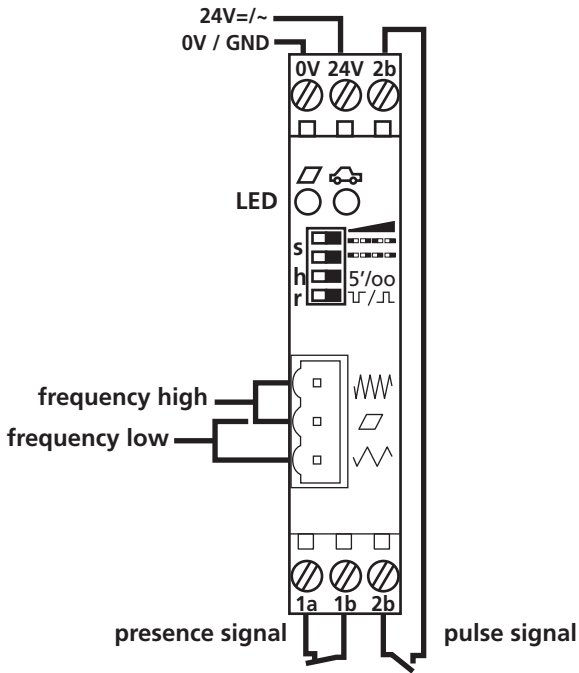 24V=/~
0V / GND
0V 24V 2b
LED
s
h 5'/oo
r
frequency high
frequency low
1a 1b 2b
presence signal
pulse signal